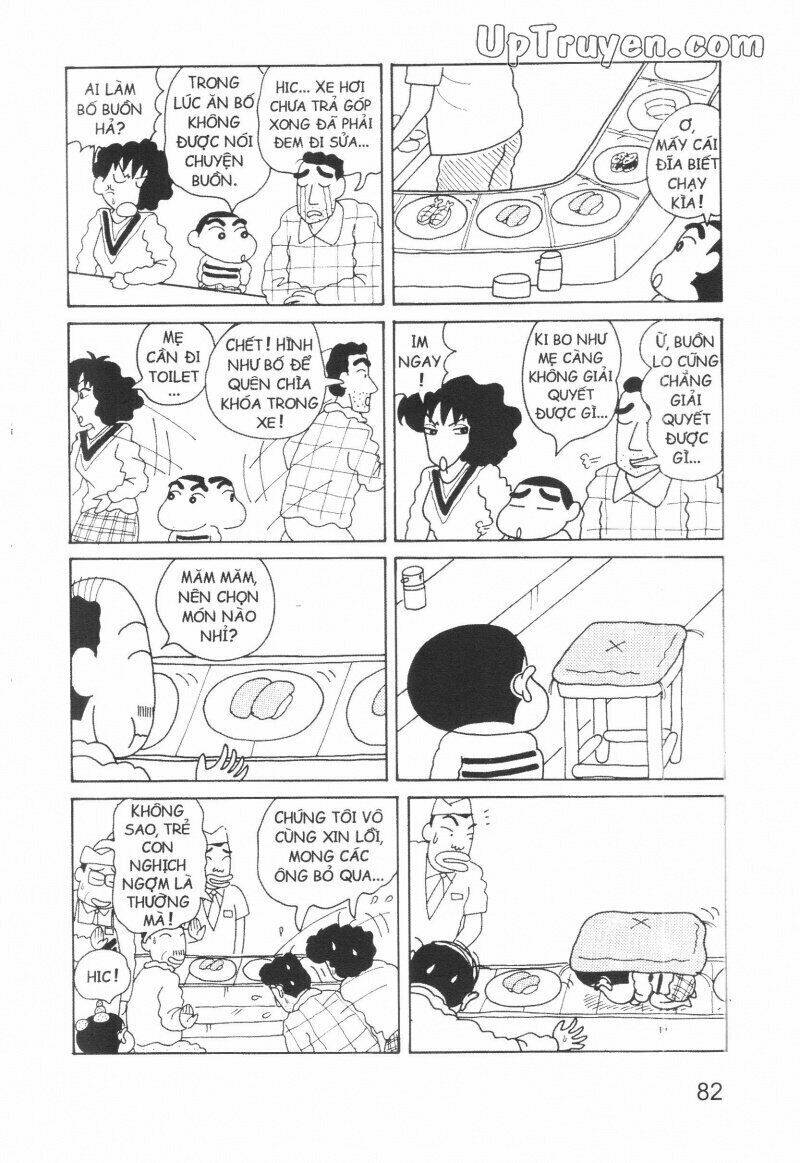 UpTruyen.com
Ơ,
MẤY CÁI
ĐĨA BIẾT
CHẠY
KÌA!
HIC... XE HƠI
CHƯA TRẢ GÓP
XONG ĐÃ PHẢI
ĐEM ĐI SỬA...
TRONG
LÚC ĂN BỐ
KHÔNG
ĐƯỢC NÓI
CHUYỆN
BUỒN.
AI LÀM
BỐ BUỒN
HẢ?
Ừ, BUỒN
LO CŨNG
CHẲNG
GIẢI
QUYẾT
ĐƯỢC
GÌ...
KI BO NHƯ
MẸ CÀNG
KHÔNG GIẢI
QUYẾT
ĐƯỢC GÌ...
IM
NGAY
!
CHẾT! HÌNH
NHƯ BỐ ĐỂ
QUÊN CHÌA
KHÓA TRONG
XE!
MẸ
CẦN ĐI
TOILET
...
MĂM MĂM,
NÊN CHỌN
MÓN NÀO
NHỈ?
CHÚNG TÔI VÔ
CÙNG XIN LỖI,
MONG CÁC
ÔNG BỎ QUA...
KHÔNG
SAO, TRẺ
CON
NGHỊCH
NGỢM LÀ
THƯỜNG
MÀ!
HIC!
82